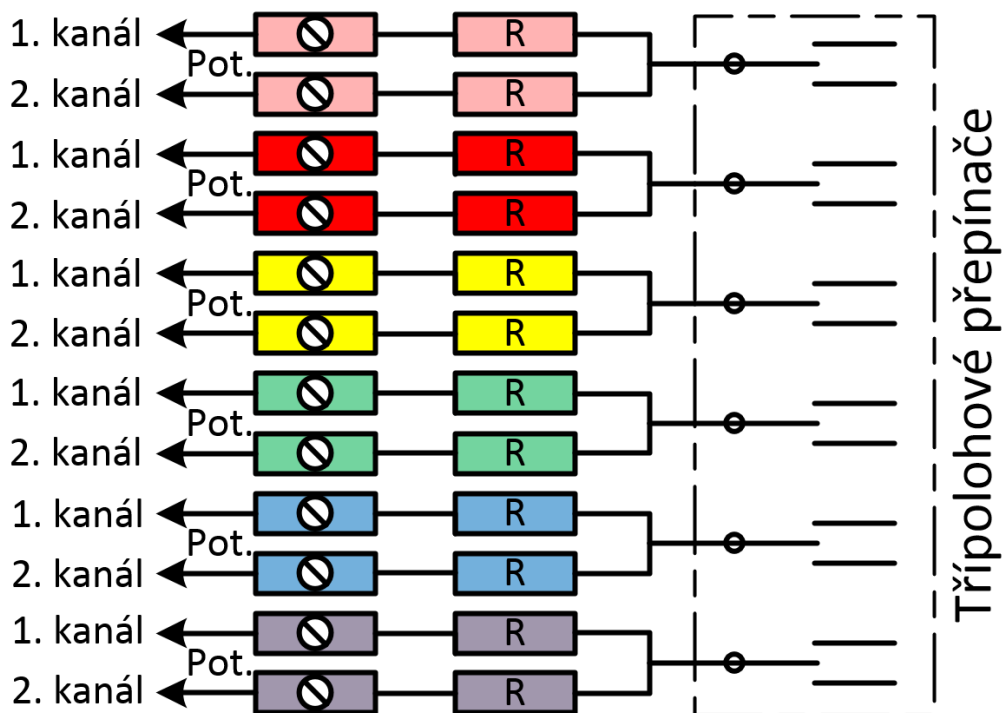 1. kanál R
Pot.
2. kanál R
1. kanál R
Pot.
2. kanál R
1. kanál R
Pot.
2. kanál R
1. kanál R
Pot.
2. kanál R
1. kanál R
Pot.
2. kanál R
1. kanál R
Pot.
2. kanál R
Třípolohové přepínače